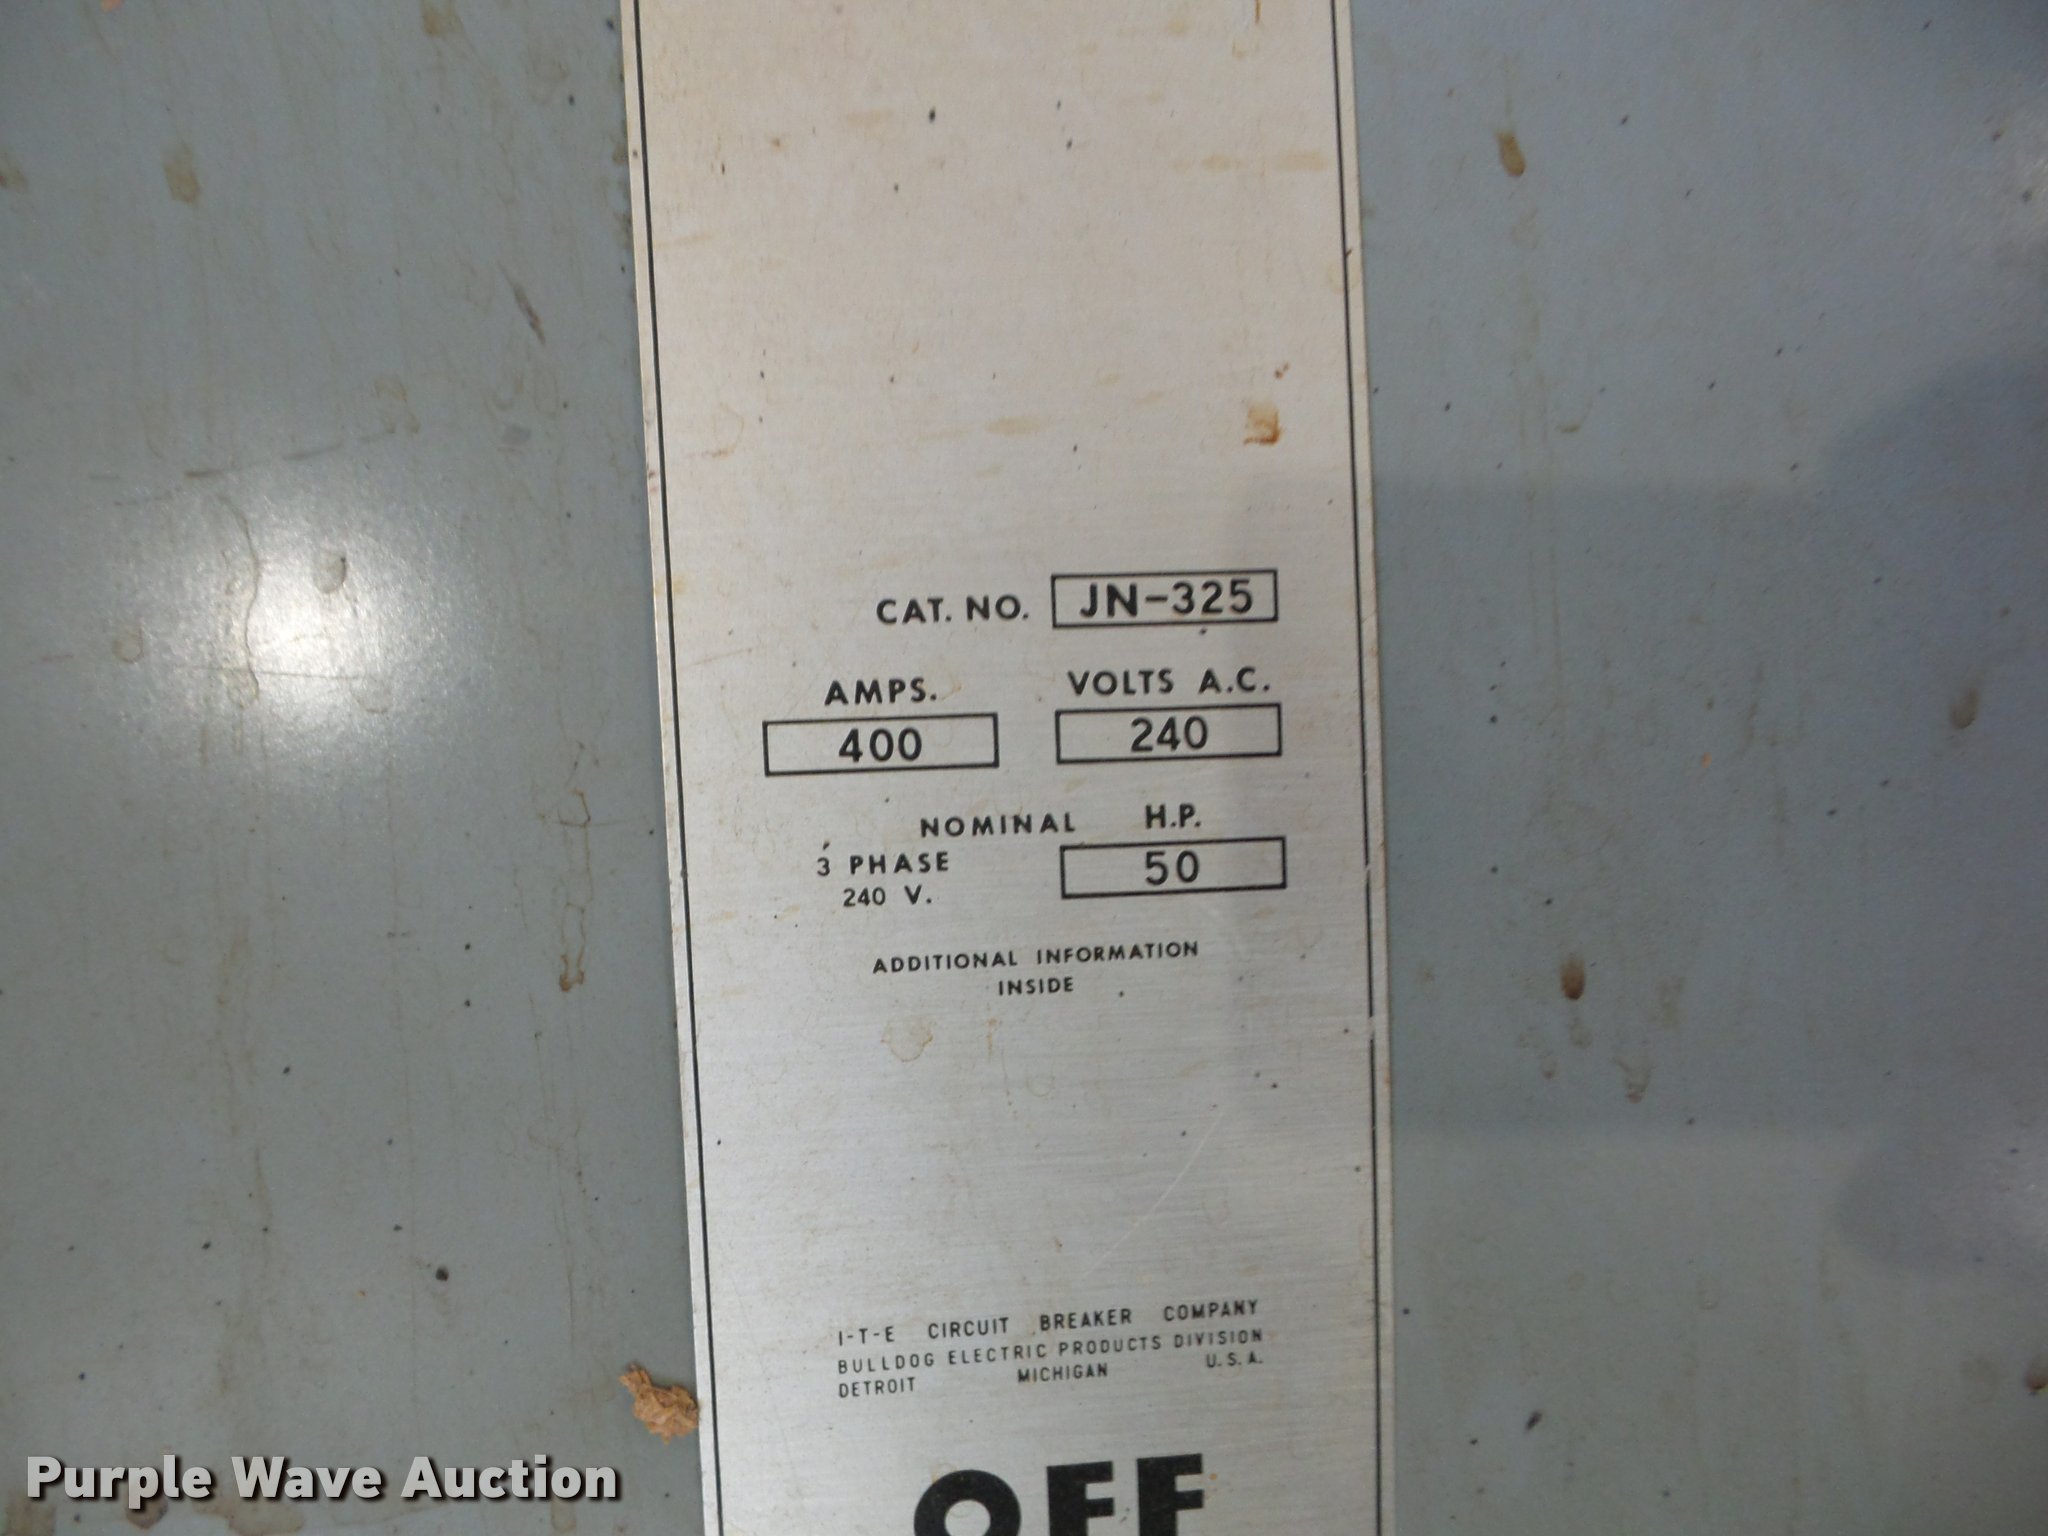 CAT. NO. JN-325
AMPS. VOLTS A.C.
400 240
NOMINAL H.P.
3 PHASE 50
240 V.
ADDITIONAL INFORMATION
INSIDE
I-T-E CIRCUIT BREAKER COMPANY
BULLDOG ELECTRIC PRODUCTS DIVISION
DETROIT MICHIGAN U.S.A.
OFF
Purple Wave Auction